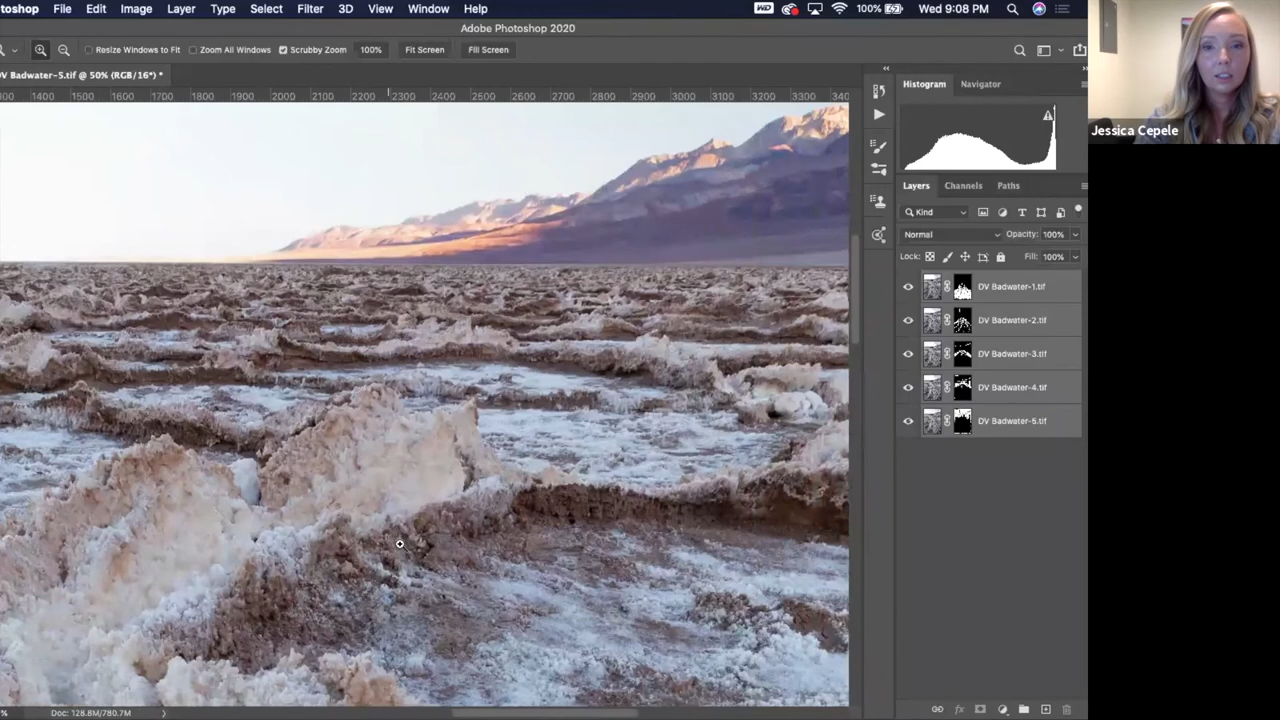 toshop File Edit Image Layer Type Select Filter 3D View Window Help 100% Wed 9:08 PM
Adobe Photoshop 2020
Resize Windows to Fit Zoom All Windows Scrubby Zoom 100% Fit Screen Fill Screen
V Badwater-5.tif @ 50% (RGB/16*) *
300 1400 1500 1600 1700 1800 1900 2000 2100 2200 2300 2400 2500 2600 2700 2800 2900 3000 3100 3200 3300 340
Histogram Navigator
Jessica Cepele
Layers Channels Paths
Kind
Normal Opacity: 100%
Lock: Fill: 100%
DV Badwater-1.tif
DV Badwater-2.tif
DV Badwater-3.tif
DV Badwater-4.tif
DV Badwater-5.tif
% Doc: 128.8M/780.7M
fx